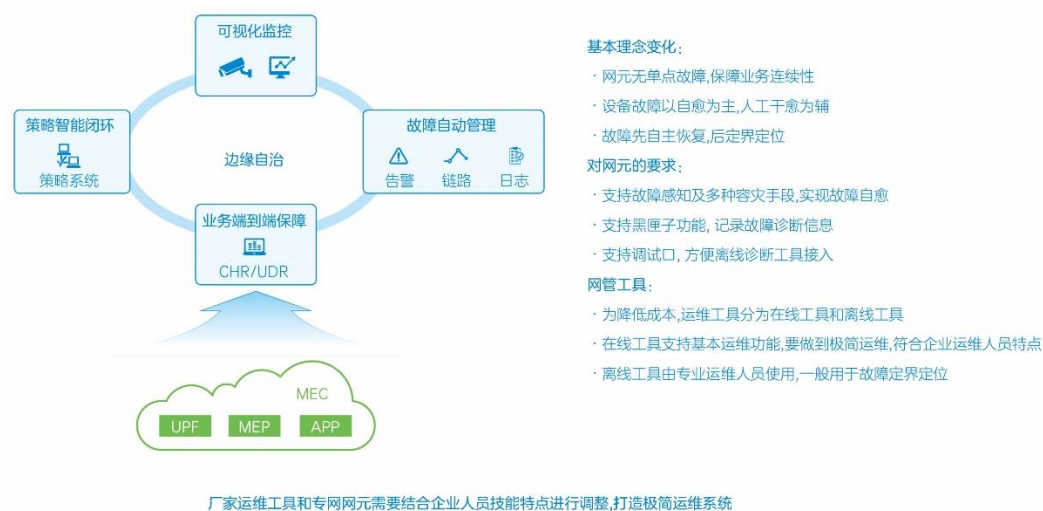 可视化监控
策略智能闭环
策略系统
故障自动管理
告警 链路 日志
边缘自治
业务端到端保障
CHR/UDR
MEC
UPF MEP APP
基本理念变化:
·网元无单点故障,保障业务连续性
·设备故障以自愈为主,人工干愈为辅
·故障先自主恢复,后定界定位
对网元的要求:
·支持故障感知及多种容灾手段,实现故障自愈
·支持黑匣子功能, 记录故障诊断信息
·支持调试口, 方便离线诊断工具接入
网管工具:
·为降低成本,运维工具分为在线工具和离线工具
·在线工具支持基本运维功能,要做到极简运维,符合企业运维人员特点
·离线工具由专业运维人员使用,一般用于故障定界定位
厂家运维工具和专网网元需要结合企业人员技能特点进行调整,打造极简运维系统